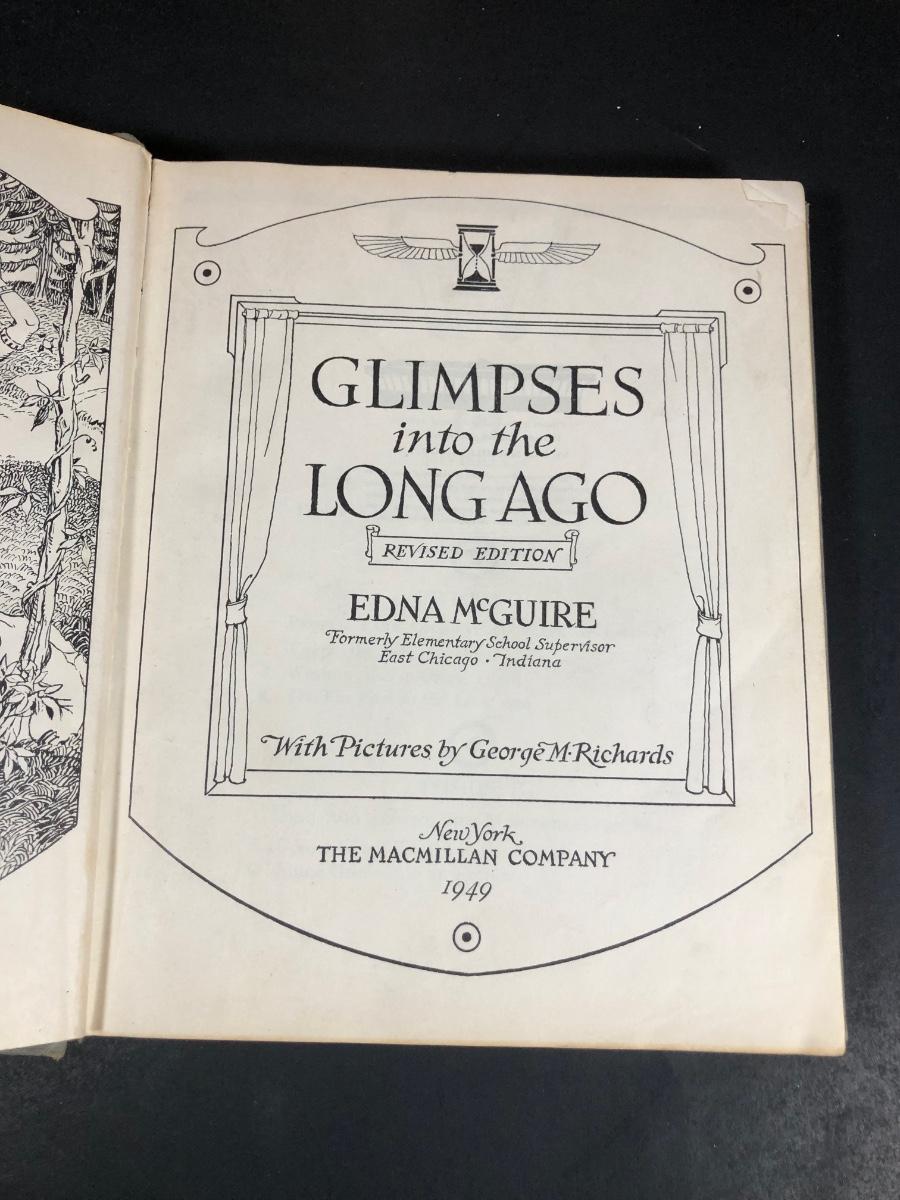 GLIMPSES
into the
LONG AGO
REVISED EDITION
EDNA McGUIRE
Formerly Elementary School Supervisor
East Chicago · Indiana
With Pictures by George M. Richards
New York
THE MACMILLAN COMPANY
1949